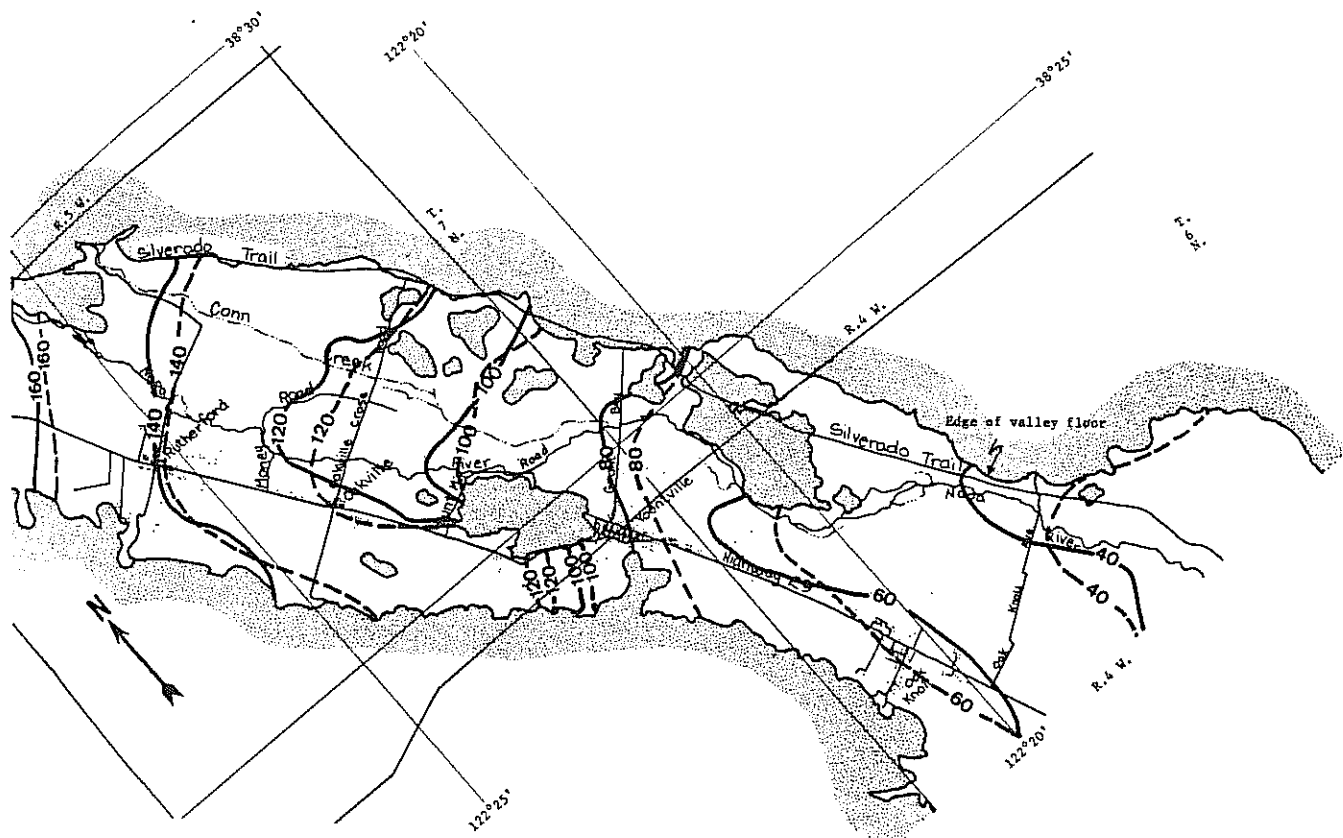 38°30'
122°20'
38°25'
R.5 W.
T.
7
N.
T.
6
N.
R.4 W.
Silverado Trail
Conn
Creek
160
160
140
140
Rutherford
Road
120
120
Oakville Cross
Road
Oakville
100
100
River Road
80
80
Yountville
Edge of valley floor
Silverado Trail
Napa
River
40
40
Highway 29
60
60
Oak Knoll
Oak
Knoll
120
120
100
100
N
R.4 W.
122°20'
122°25'